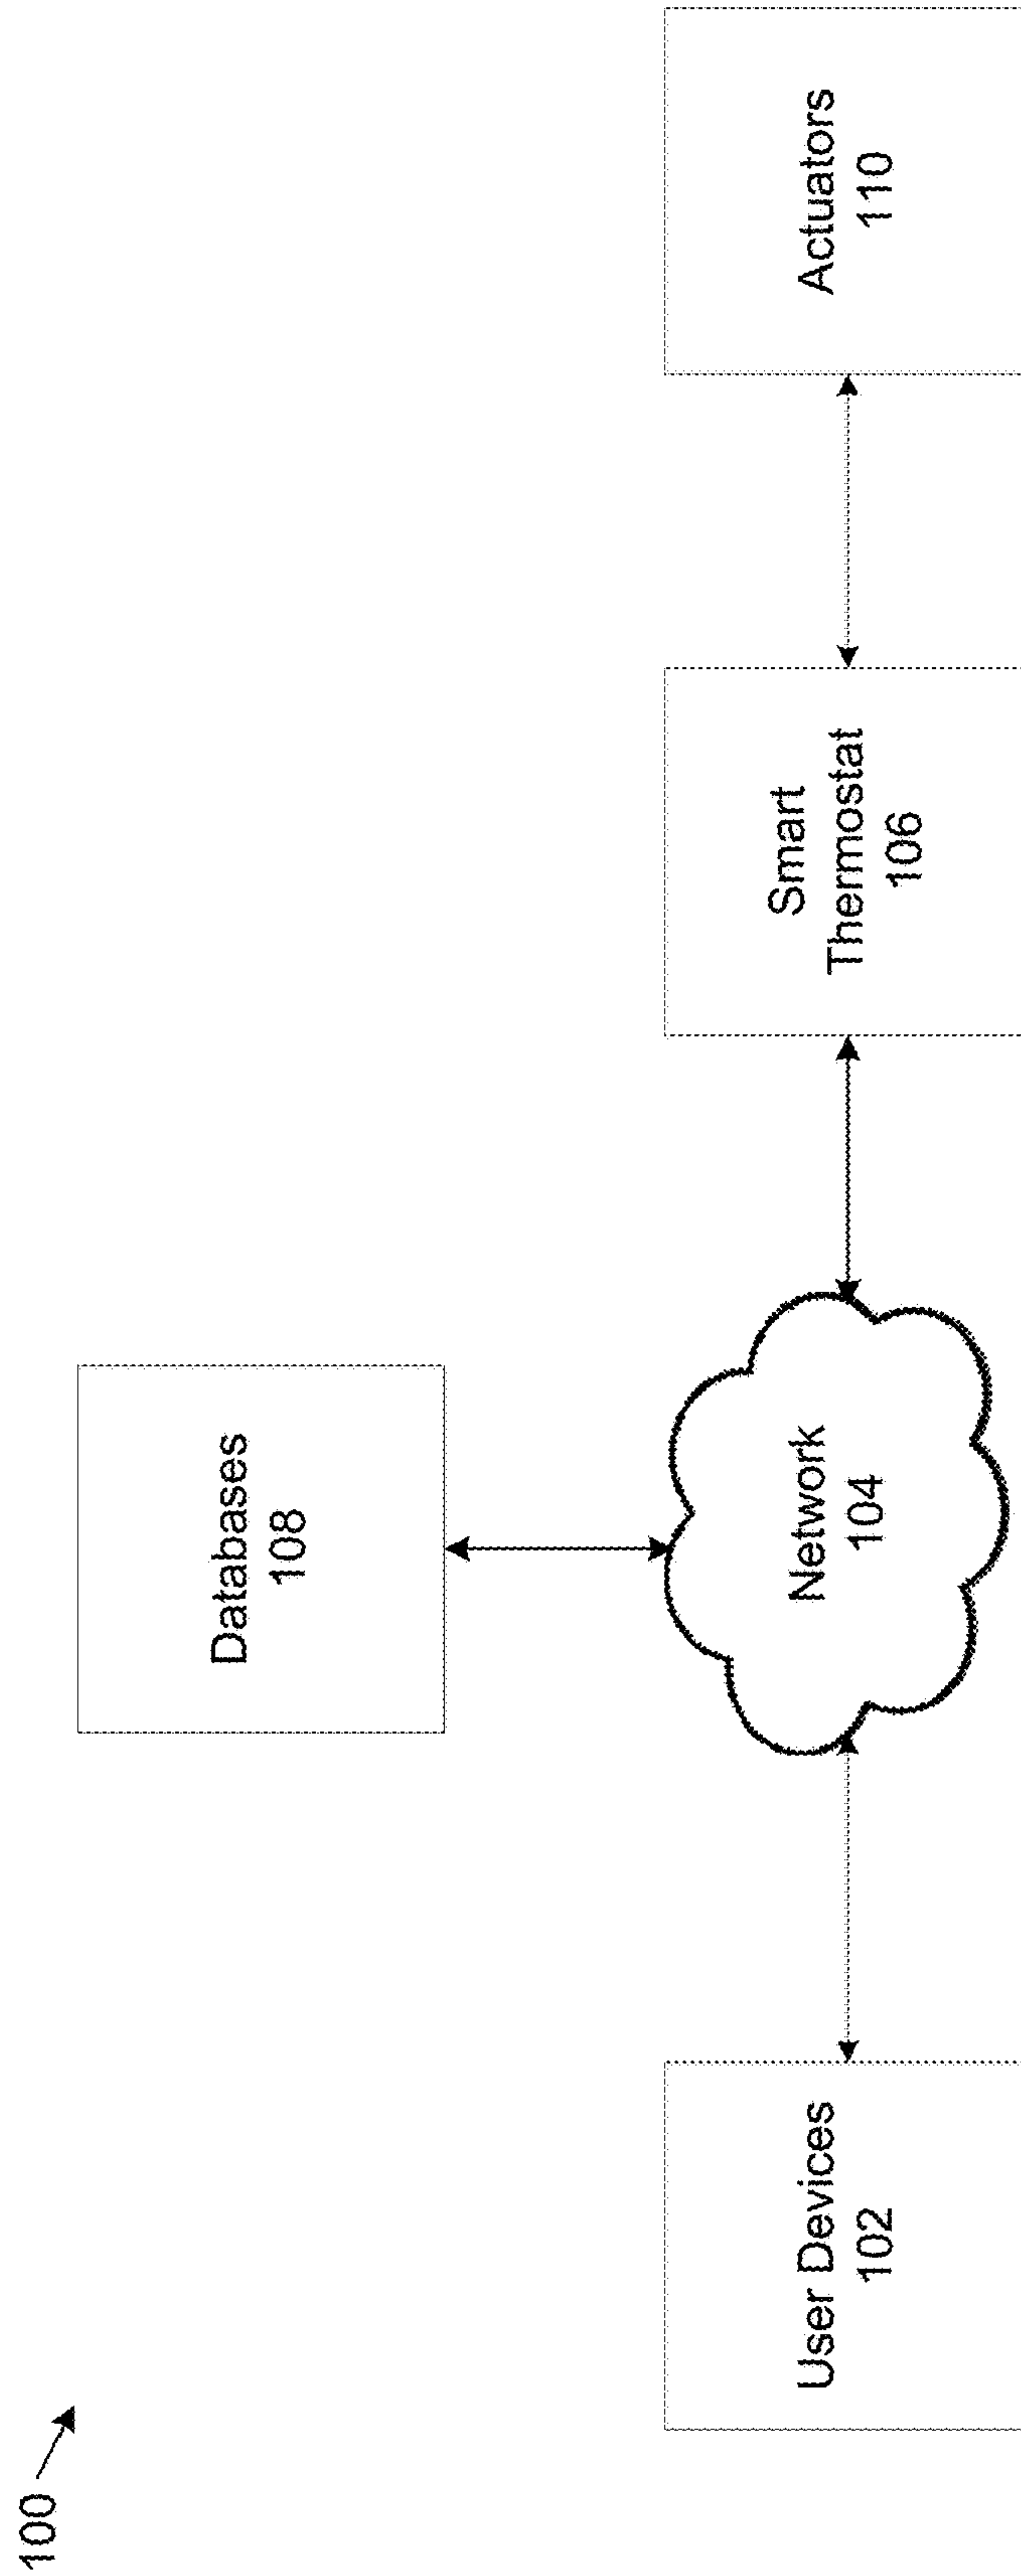 100
Databases
108
User Devices
102
Network
104
Smart
Thermostat
106
Actuators
110